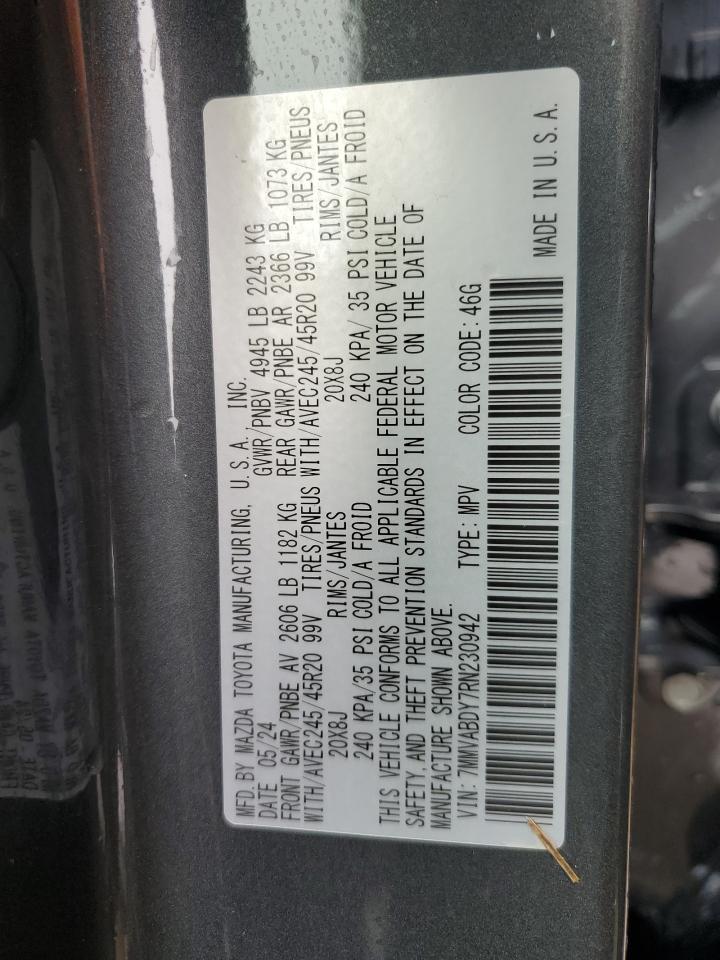 MFD. BY MAZDA TOYOTA MANUFACTURING, U.S.A., INC.
DATE 05/24 GVWR/PNBV 4945 LB 2243 KG
FRONT GAWR/PNBE AV 2606 LB 1182 KG REAR GAWR/PNBE AR 2366 LB 1073 KG
WITH/AVEC245/45R20 99V TIRES/PNEUS WITH/AVEC245/45R20 99V TIRES/PNEUS
20X8J RIMS/JANTES 20X8J RIMS/JANTES
240 KPA/35 PSI COLD/A FROID 240 KPA/ 35 PSI COLD/A FROID
THIS VEHICLE CONFORMS TO ALL APPLICABLE FEDERAL MOTOR VEHICLE
SAFETY,AND THEFT PREVENTION STANDARDS IN EFFECT ON THE DATE OF
MANUFACTURE SHOWN ABOVE.
VIN: 7MMVABDY7RN230942 TYPE: MPV COLOR CODE: 46G
MADE IN U.S.A.